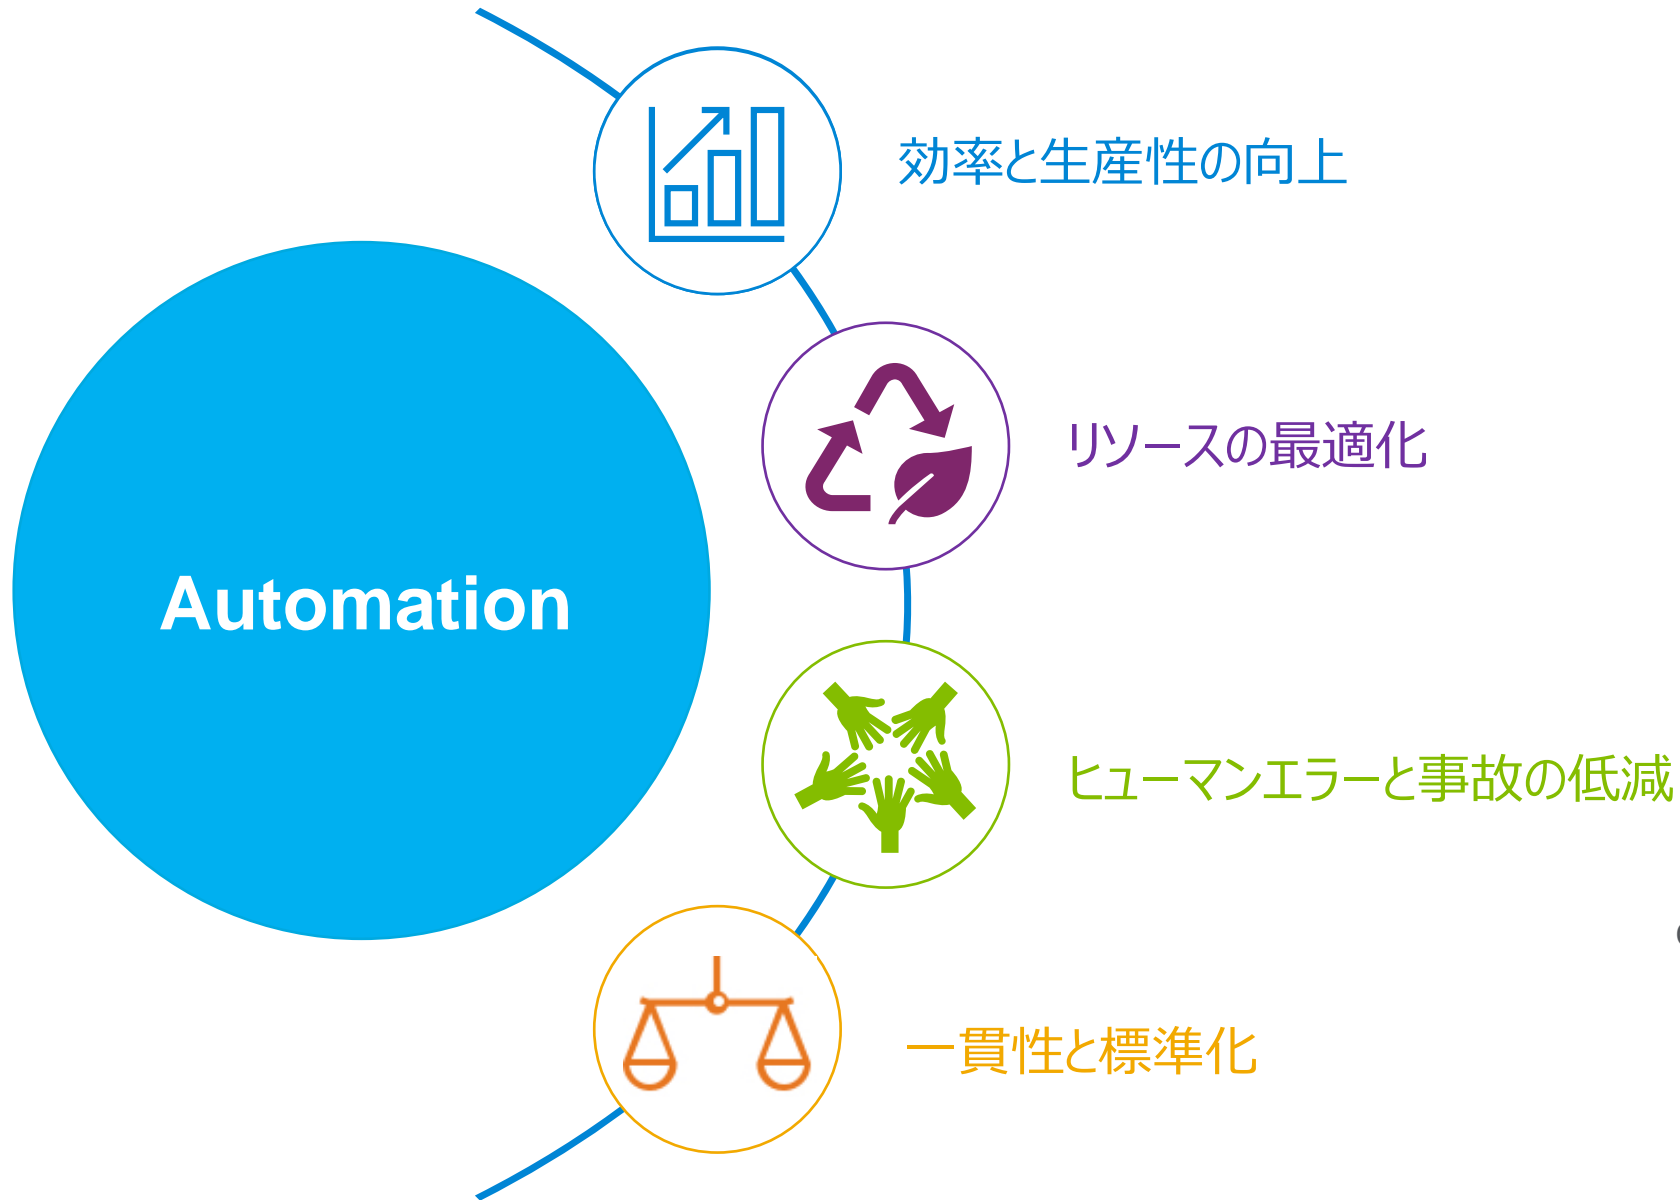 効率と生産性の向上
リソースの最適化
Automation
ヒューマンエラーと事故の低減
一貫性と標準化